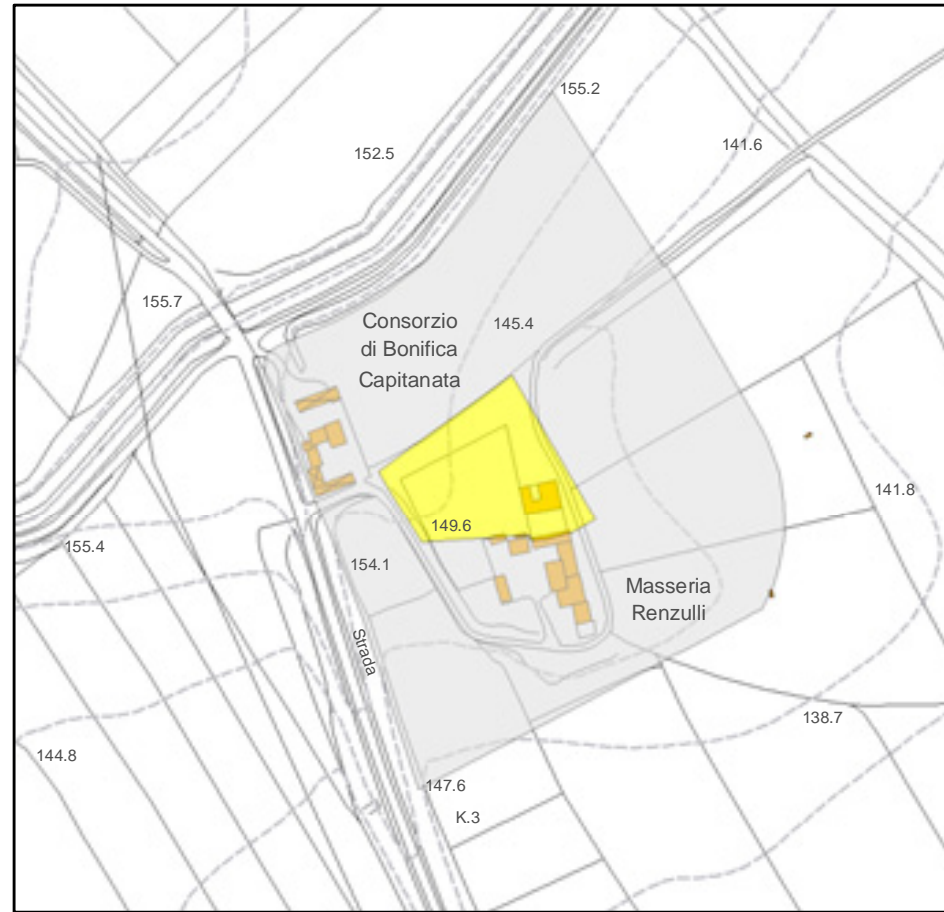 155.2
152.5
141.6
155.7
Consorzio
di Bonifica
Capitanata
145.4
141.8
149.6
155.4
154.1
Masseria
Renzulli
Strada
138.7
144.8
147.6
K.3